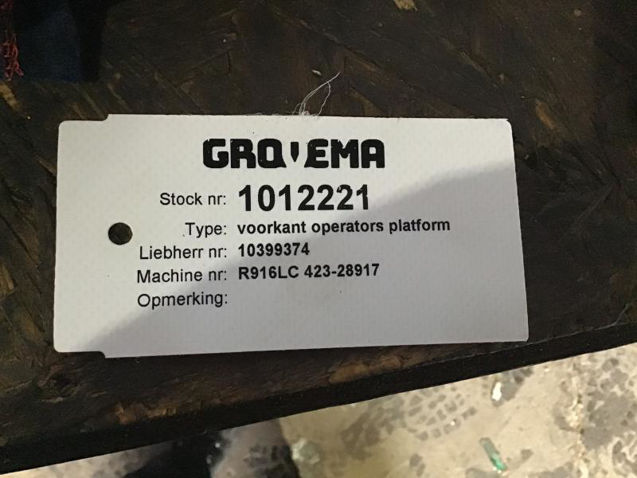 GROVEMA
Stock nr: 1012221
Type: voorkant operators platform
Liebherr nr: 10399374
Machine nr: R916LC 423-28917
Opmerking: